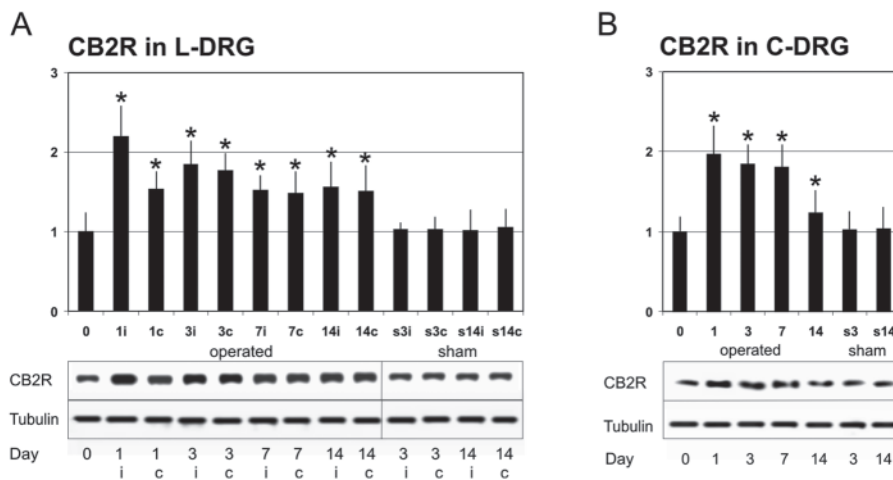 A
CB2R in L-DRG
3
2
1
0
* * * * * * * *
0 1i 1c 3i 3c 7i 7c 14i 14c s3i s3c s14i s14c
operated sham
CB2R
Tubulin
Day 0 1 1 3 3 7 7 14 14 3 3 14 14
i c i c i c i c i c i c
B
CB2R in C-DRG
3
2
1
0
* * * *
0 1 3 7 14 s3 s14
operated sham
CB2R
Tubulin
Day 0 1 3 7 14 3 14